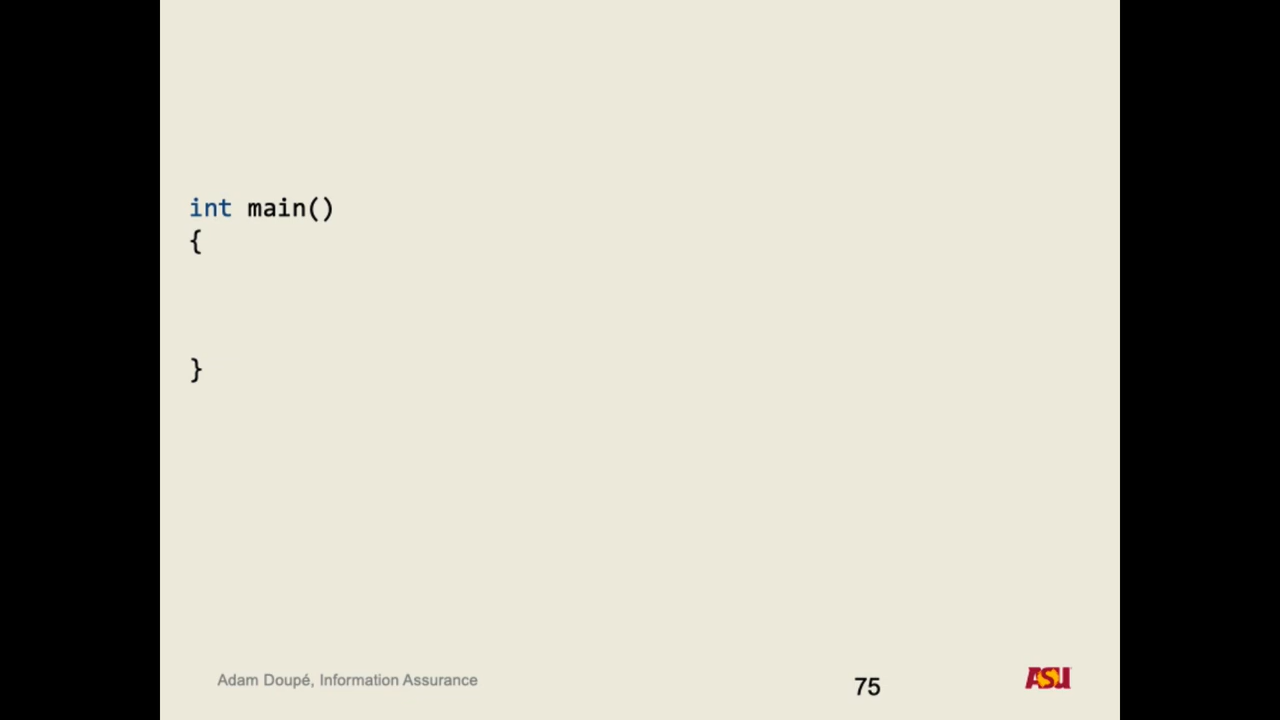 int main()
{
}
Adam Doupé, Information Assurance
75
ASU